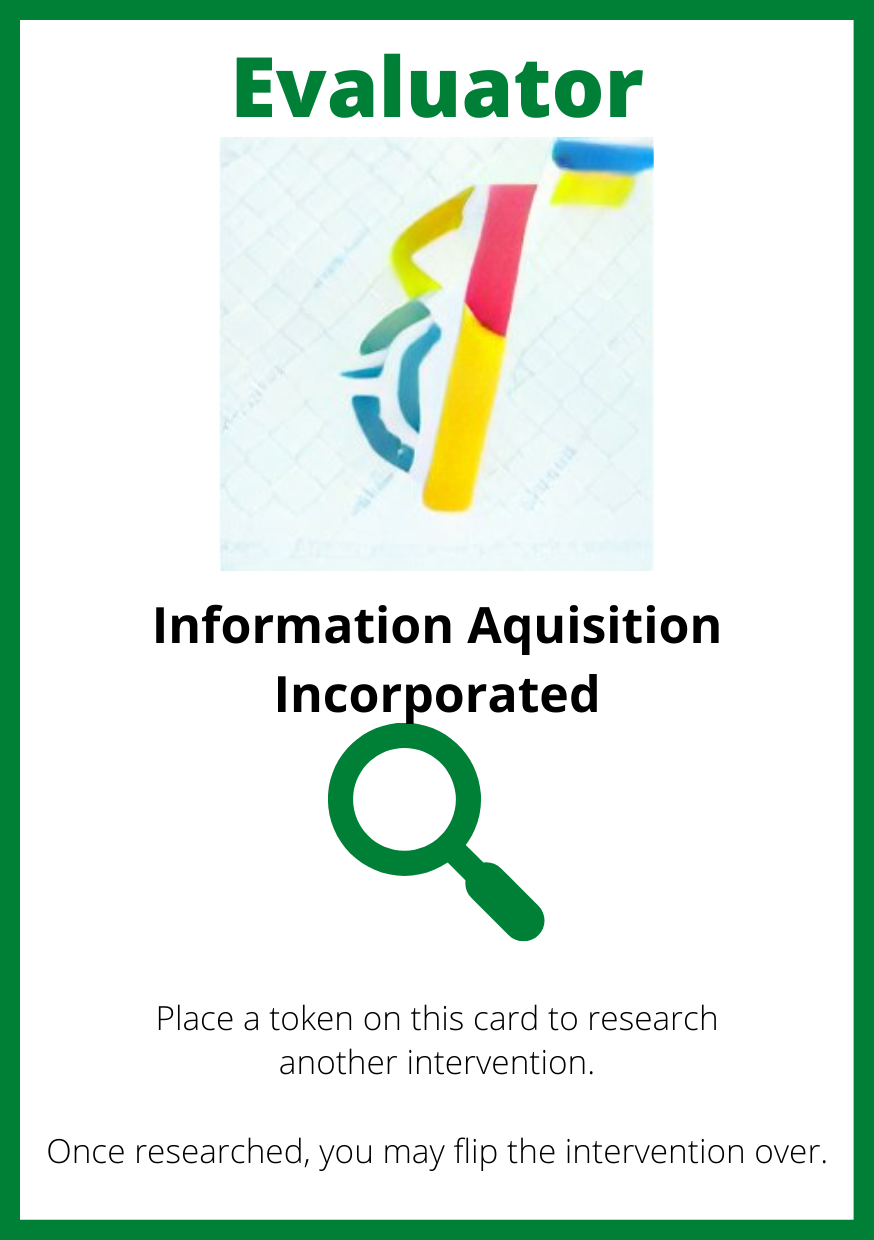 Evaluator
Information Aquisition
Incorporated
Place a token on this card to research
another intervention.
Once researched, you may flip the intervention over.